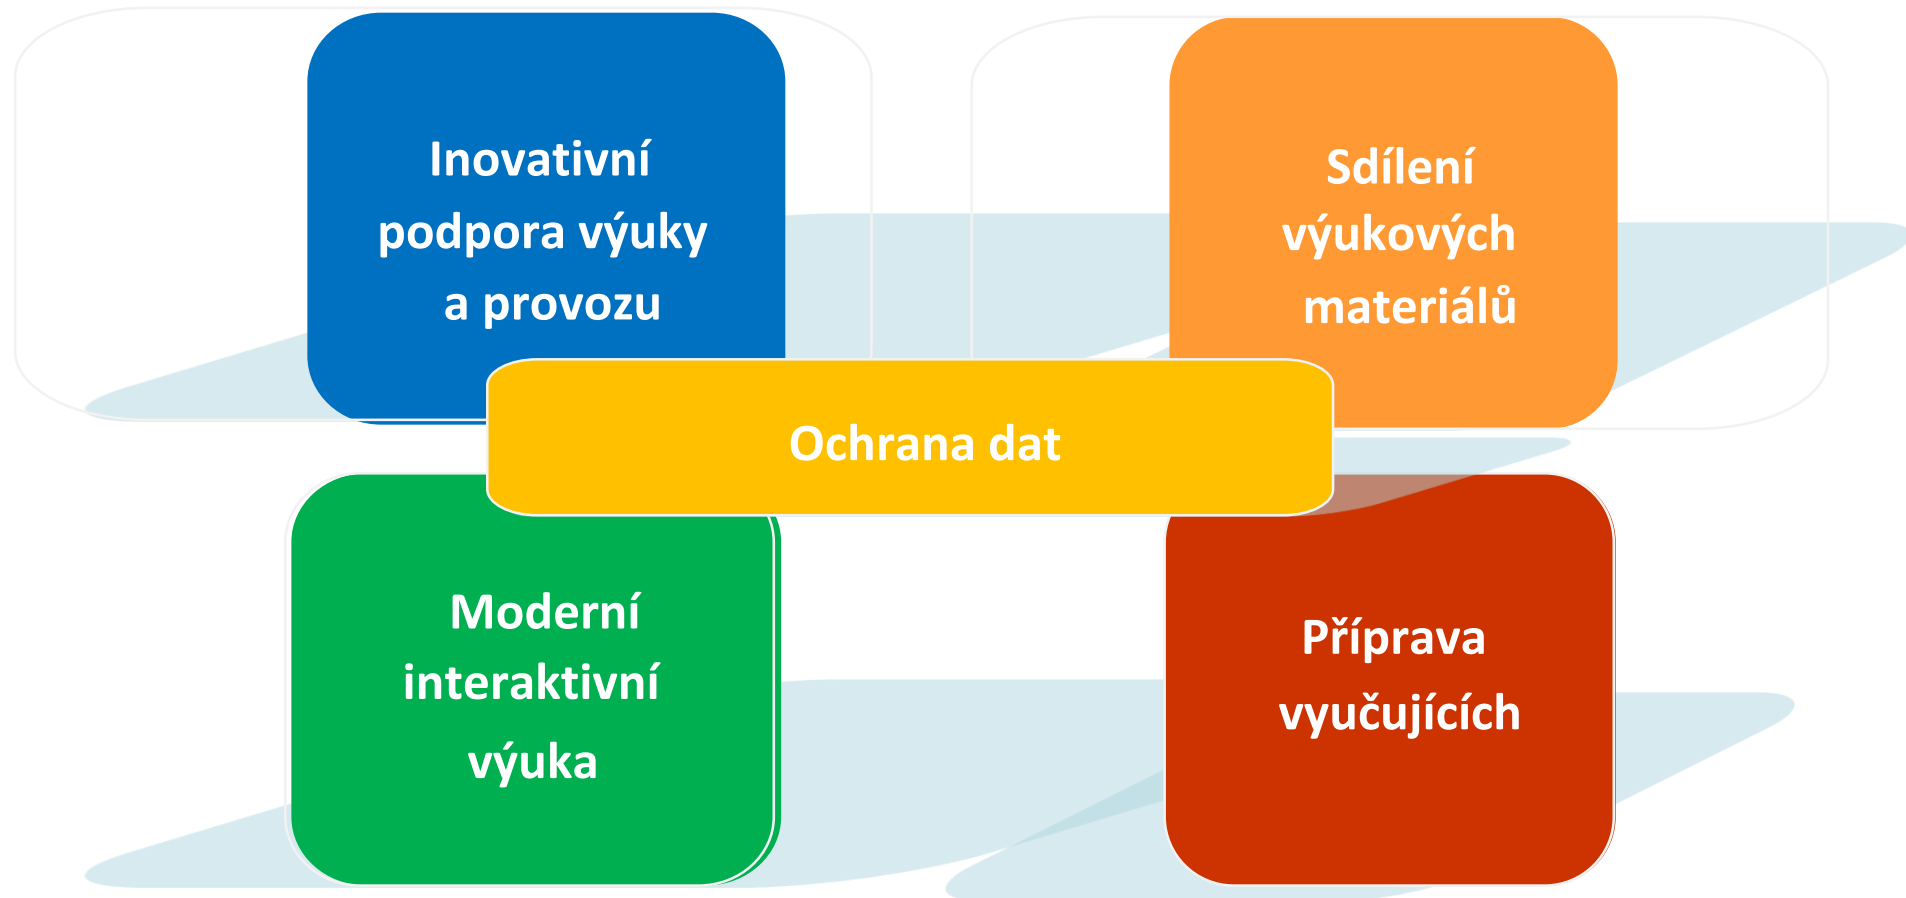 Inovativní
podpora výuky
a provozu
Sdílení
výukových
materiálů
Ochrana dat
Moderní
interaktivní
výuka
Příprava
vyučujících